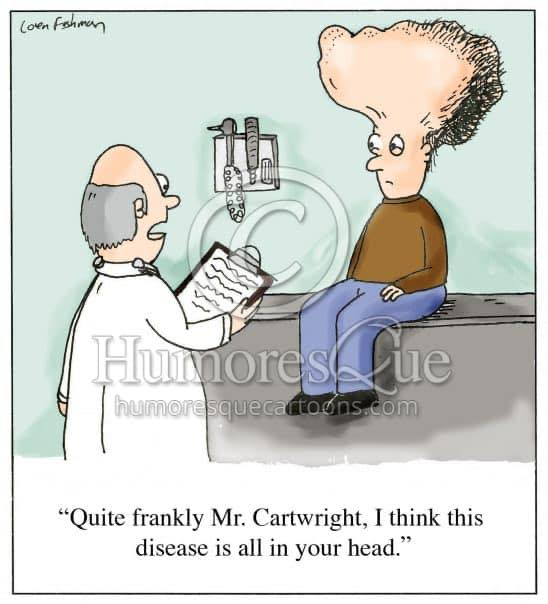 Loren Fishman
©
HumoresQue
humoresquecartoons.com
“Quite frankly Mr. Cartwright, I think this
disease is all in your head.”